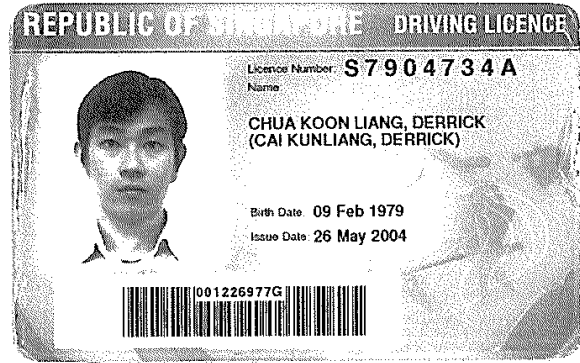 REPUBLIC OF SINGAPORE DRIVING LICENCE
Licence Number: S7904734A
Name
CHUA KOON LIANG, DERRICK
(CAI KUNLIANG, DERRICK)
Birth Date: 09 Feb 1979
Issue Date: 26 May 2004
001226977G